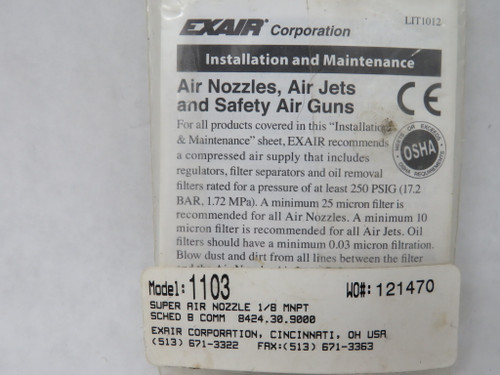 EXAIR Corporation
LIT1012
Installation and Maintenance
Air Nozzles, Air Jets
and Safety Air Guns
CE
For all products covered in this “Installation
& Maintenance” sheet, EXAIR recommends
a compressed air supply that includes
regulators, filter separators and oil removal
filters rated for a pressure of at least 250 PSIG (17.2
BAR, 1.72 MPa). A minimum 25 micron filter is
recommended for all Air Nozzles. A minimum 10
micron filter is recommended for all Air Jets. Oil
filters should have a minimum 0.03 micron filtration.
Blow dust and dirt from all lines between the filter
MEETS OR EXCEEDS
OSHA
OSHA REQUIREMENTS
Model: 1103
WO#: 121470
SUPER AIR NOZZLE 1/8 MNPT
SCHED B COMM 8424.30.9000
EXAIR CORPORATION, CINCINNATI, OH USA
(513) 671-3322 FAX:(513) 671-3363